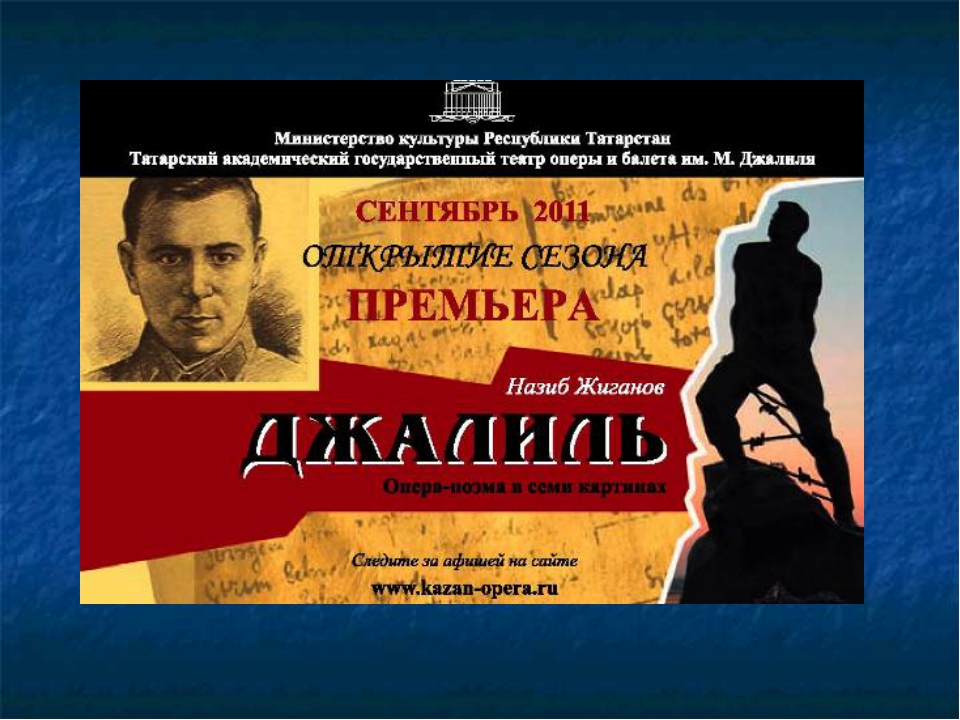 Министерство культуры Республики Татарстан
Татарский академический государственный театр оперы и балета им. М. Джалиля
СЕНТЯБРЬ 2011
ОТКРЫТИЕ СЕЗОНА
ПРЕМЬЕРА
Назиб Жиганов
ДЖАЛИЛЬ
Опера-поэма в семи картинах
Следите за афишей на сайте
www.kazan-opera.ru